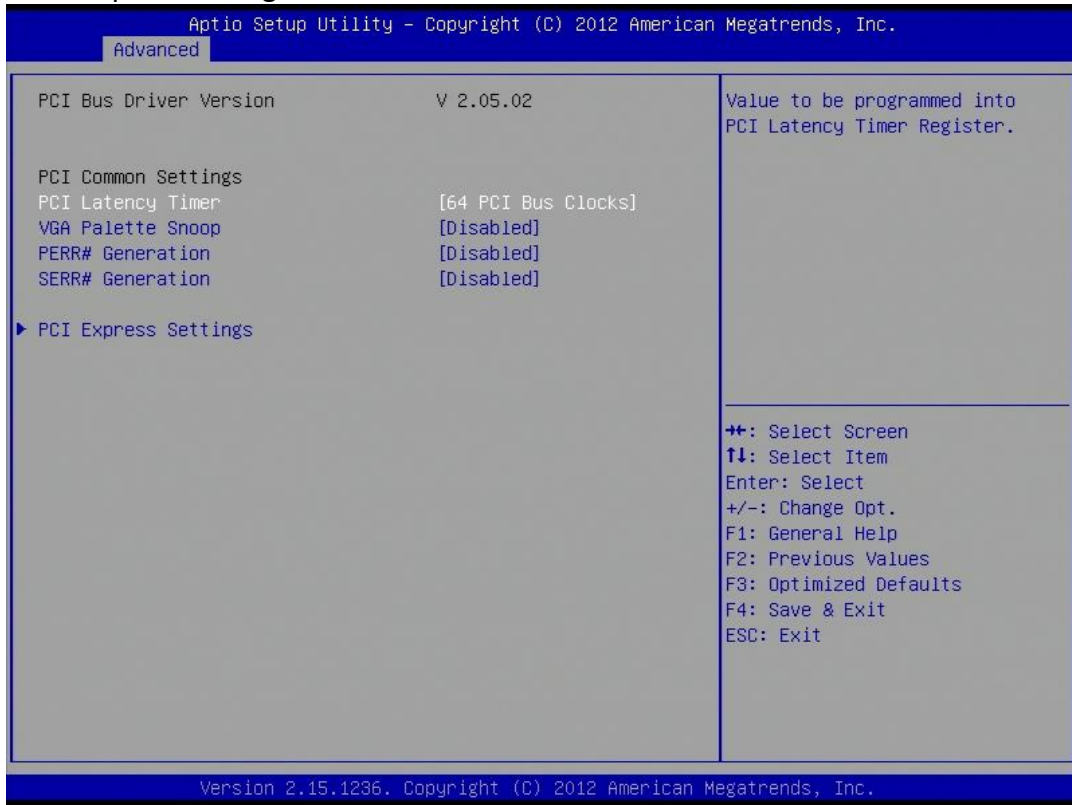 Aptio Setup Utility – Copyright (C) 2012 American Megatrends, Inc.
Advanced
PCI Bus Driver Version V 2.05.02
PCI Common Settings
PCI Latency Timer [64 PCI Bus Clocks]
VGA Palette Snoop [Disabled]
PERR# Generation [Disabled]
SERR# Generation [Disabled]
▶ PCI Express Settings
Value to be programmed into
PCI Latency Timer Register.
→←: Select Screen
↑↓: Select Item
Enter: Select
+/-: Change Opt.
F1: General Help
F2: Previous Values
F3: Optimized Defaults
F4: Save & Exit
ESC: Exit
Version 2.15.1236. Copyright (C) 2012 American Megatrends, Inc.